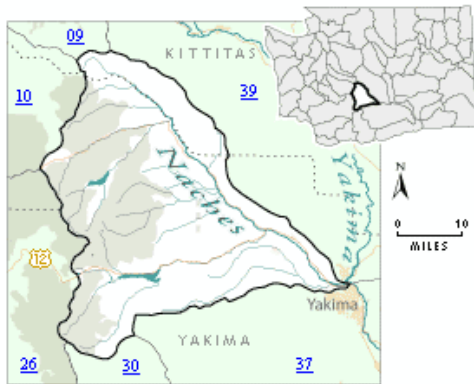 09
KITTITAS
10
39
Naches
Yakima
N
0 10
MILES
12
Yakima
YAKIMA
26
30
37